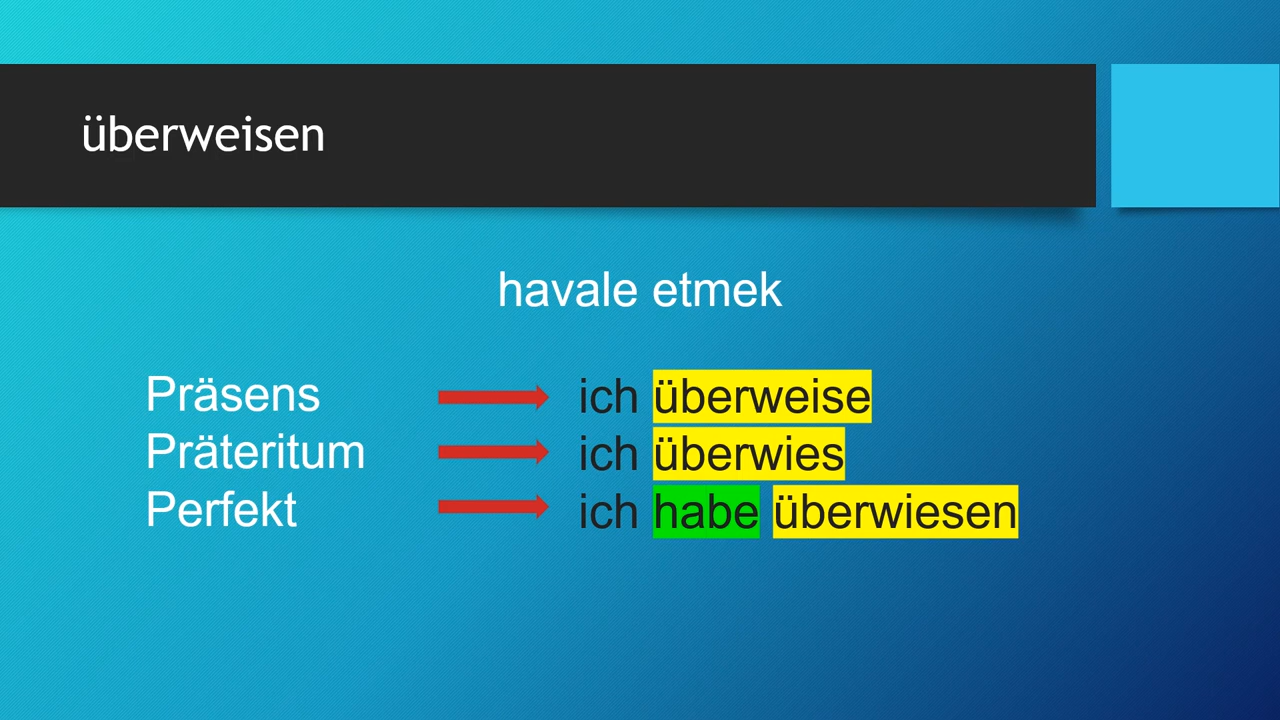 überweisen
havale etmek
Präsens ich überweise
Präteritum ich überwies
Perfekt ich habe überwiesen